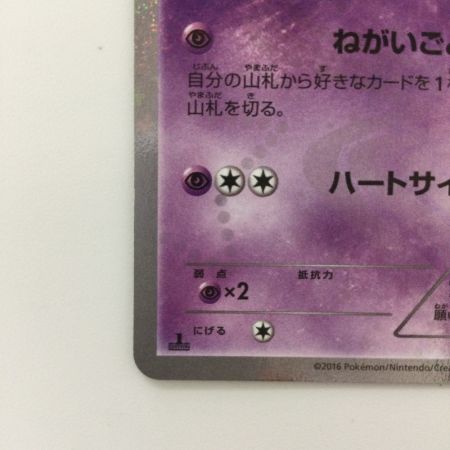 ねがいご
自分の山札から好きなカードを1
山札を切る。
ハートサイ
弱点 抵抗力
×2
にげる
願い
1
©2016 Pokémon/Nintendo/Crea